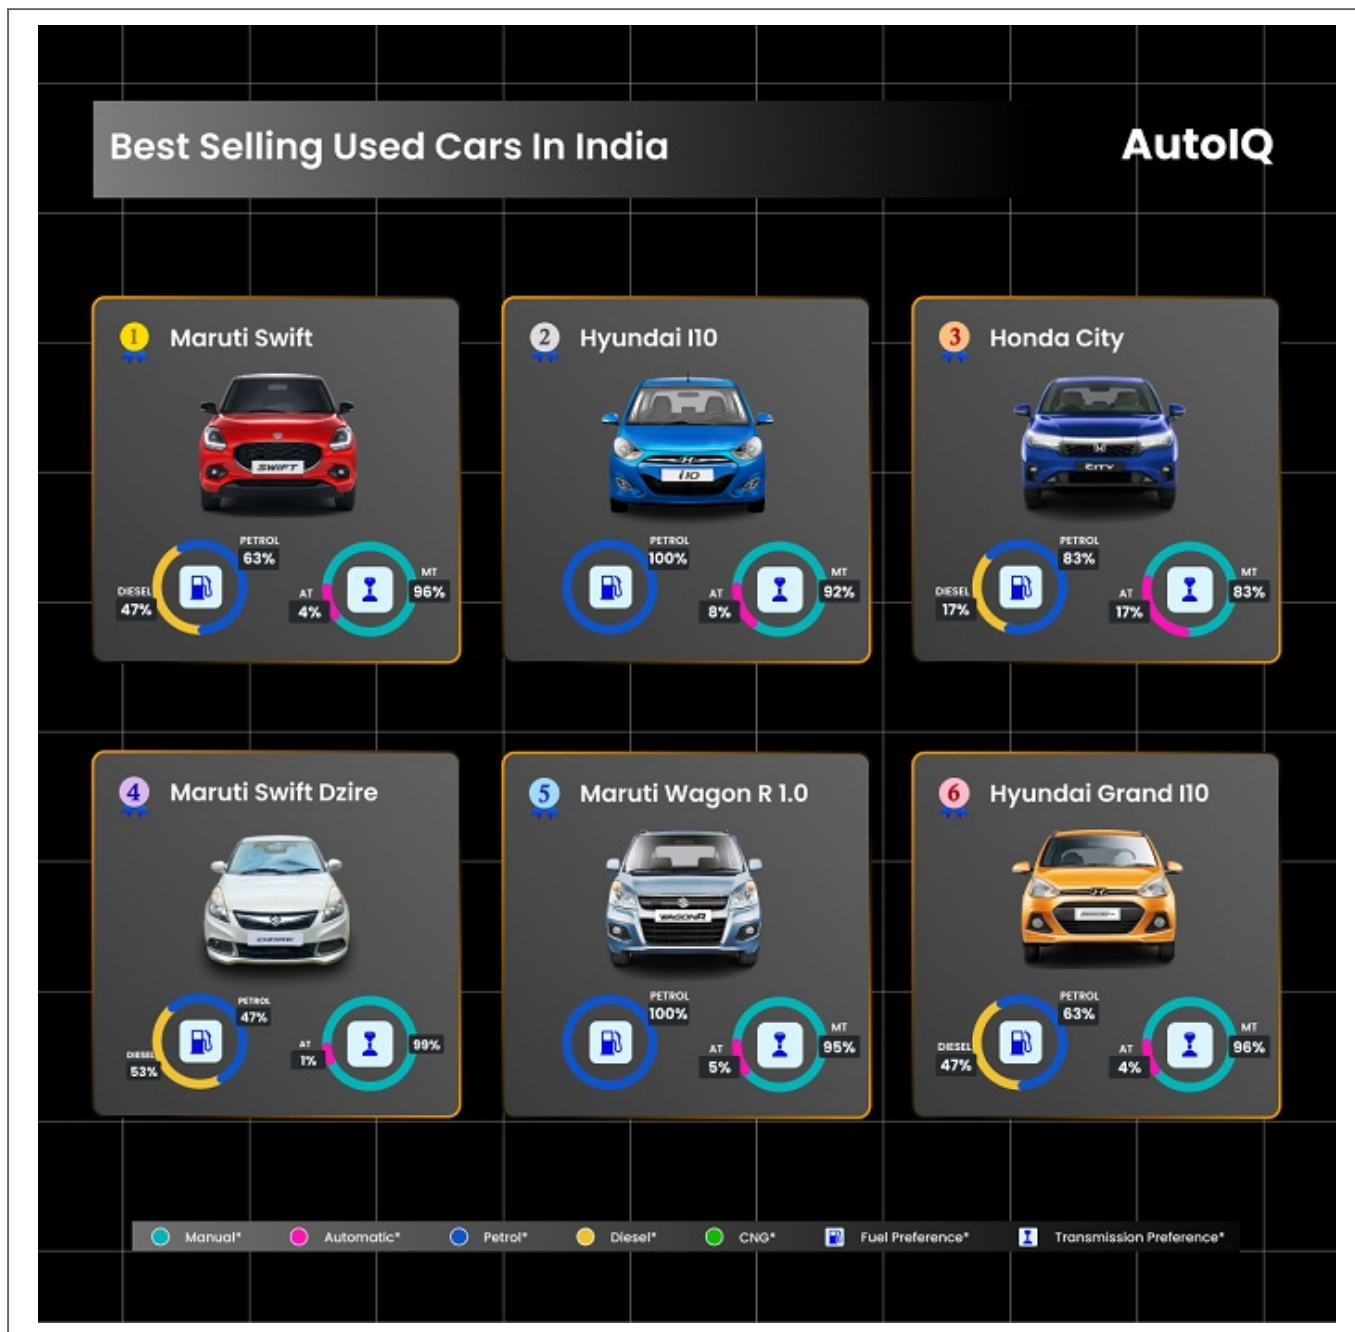 Best Selling Used Cars In India
AutoIQ
1 Maruti Swift
SWIFT
PETROL
63%
DIESEL
47%
AT
4%
MT
96%
2 Hyundai I10
i10
PETROL
100%
AT
8%
MT
92%
3 Honda City
CITY
PETROL
83%
DIESEL
17%
AT
17%
MT
83%
4 Maruti Swift Dzire
DZIRE
PETROL
47%
DIESEL
53%
AT
1%
99%
5 Maruti Wagon R 1.0
WAGONR
PETROL
100%
AT
5%
MT
95%
6 Hyundai Grand I10
PETROL
63%
DIESEL
47%
AT
4%
MT
96%
Manual* Automatic* Petrol* Diesel* CNG* Fuel Preference* Transmission Preference*